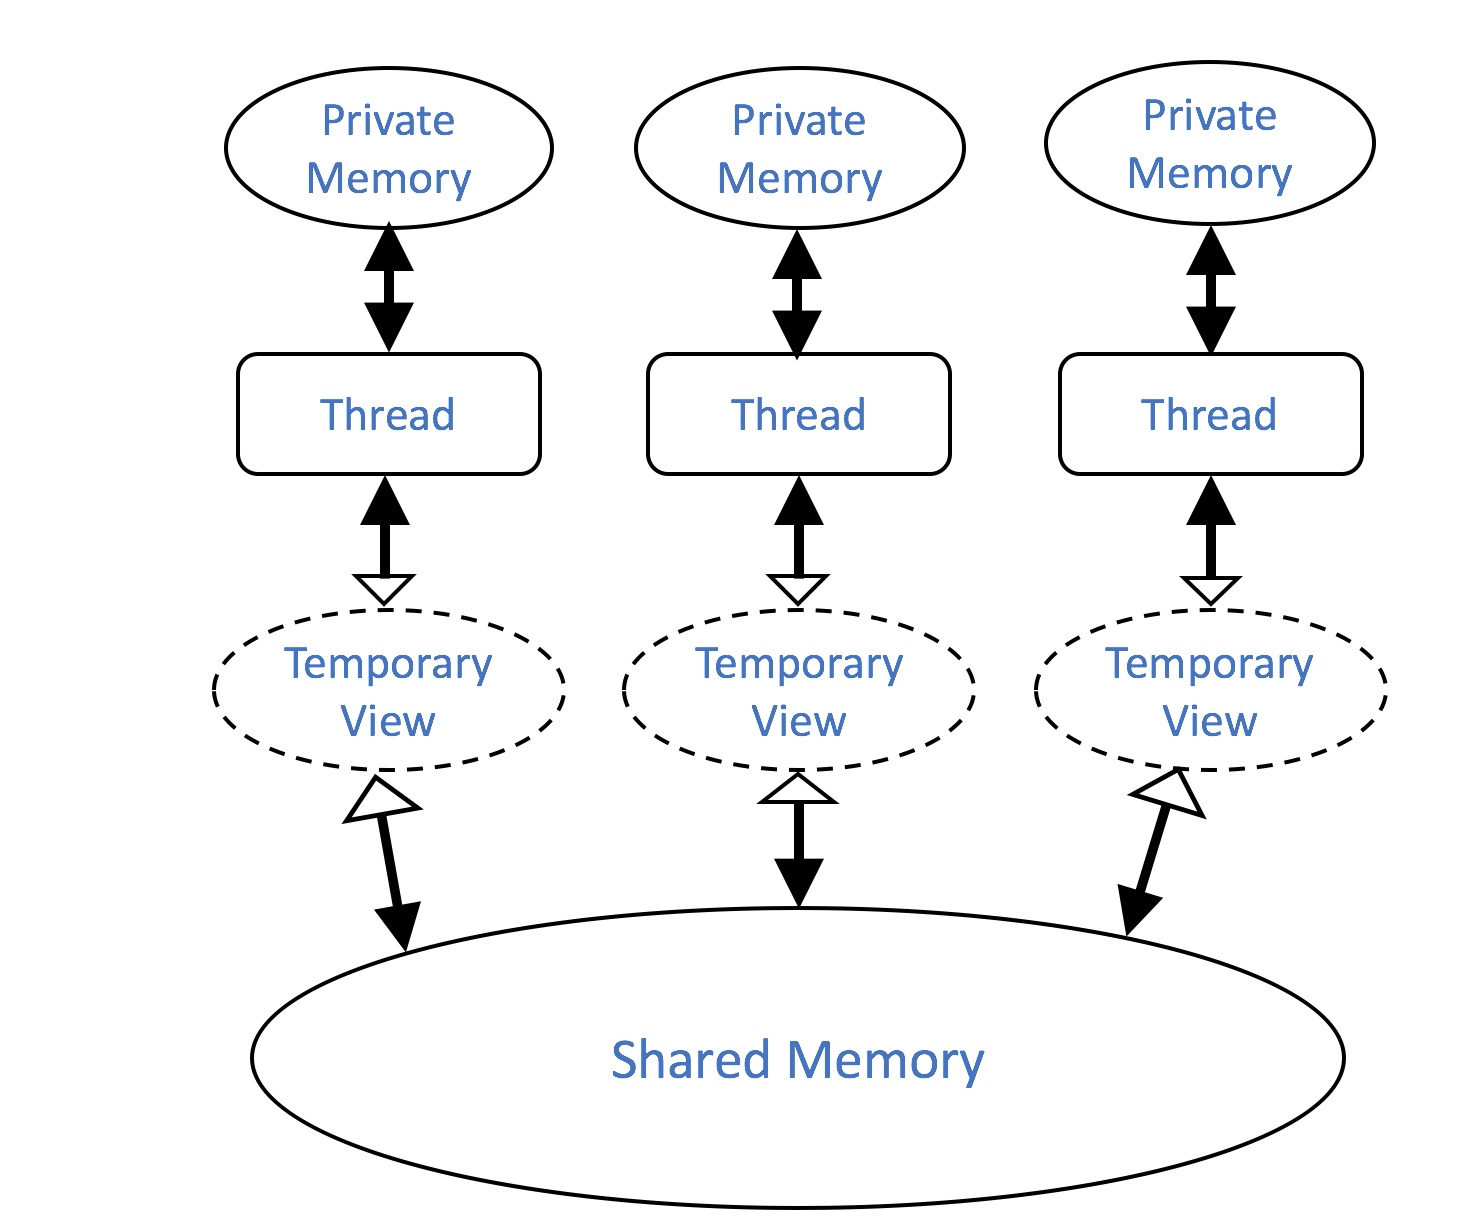 Private
Memory
Private
Memory
Private
Memory
Thread
Thread
Thread
Temporary
View
Temporary
View
Temporary
View
Shared Memory